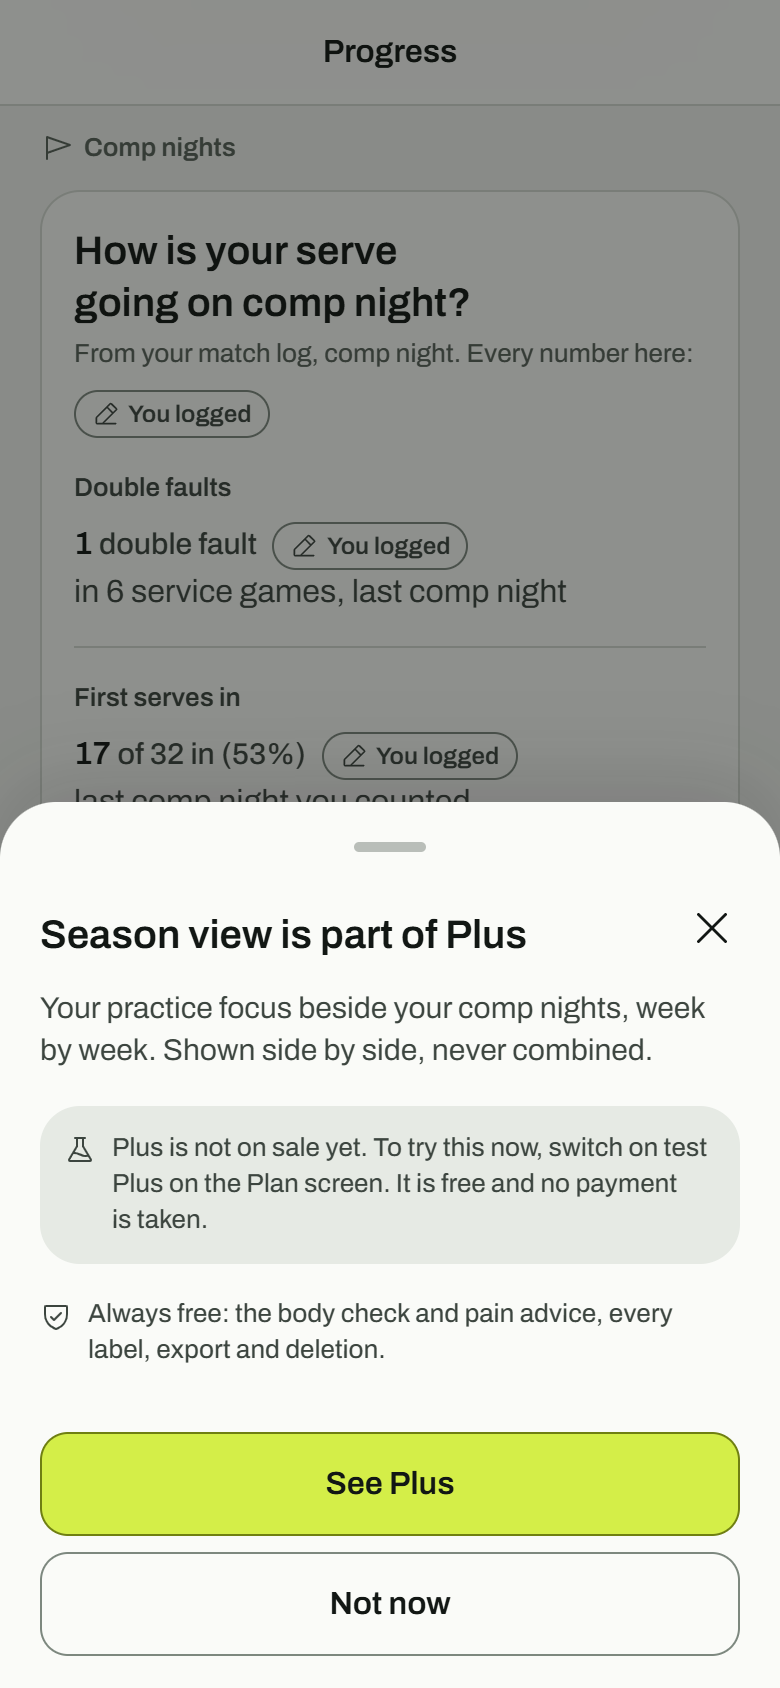 Progress
Comp nights
How is your serve
going on comp night?
From your match log, comp night. Every number here:
You logged
Double faults
1 double fault You logged
in 6 service games, last comp night
First serves in
17 of 32 in (53%) You logged
last comp night you counted
Season view is part of Plus
Your practice focus beside your comp nights, week
by week. Shown side by side, never combined.
Plus is not on sale yet. To try this now, switch on test
Plus on the Plan screen. It is free and no payment
is taken.
Always free: the body check and pain advice, every
label, export and deletion.
See Plus
Not now